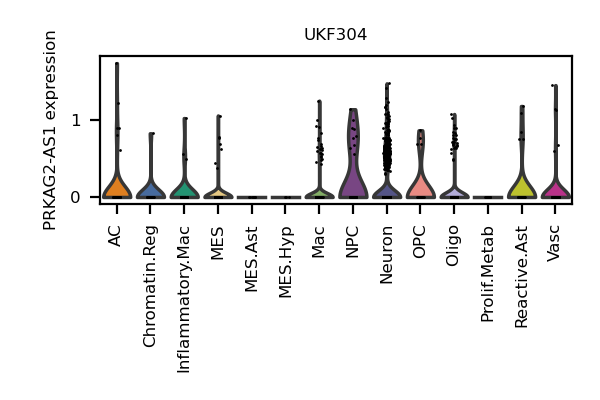 UKF304
PRKAG2-AS1 expression
1
0
AC
Chromatin.Reg
Inflammatory.Mac
MES
MES.Ast
MES.Hyp
Mac
NPC
Neuron
OPC
Oligo
Prolif.Metab
Reactive.Ast
Vasc